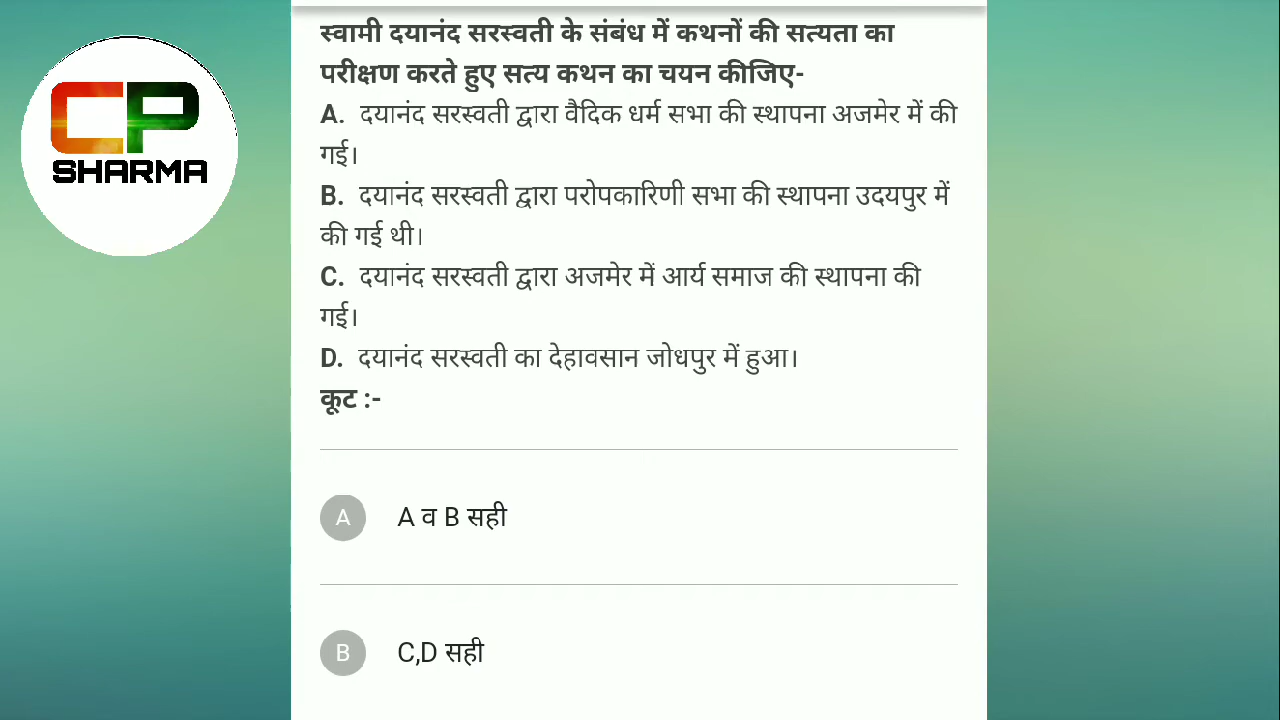 CP
SHARMA
स्वामी दयानंद सरस्वती के संबंध में कथनों की सत्यता का
परीक्षण करते हुए सत्य कथन का चयन कीजिए-
A. दयानंद सरस्वती द्वारा वैदिक धर्म सभा की स्थापना अजमेर में की
गई।
B. दयानंद सरस्वती द्वारा परोपकारिणी सभा की स्थापना उदयपुर में
की गई थी।
C. दयानंद सरस्वती द्वारा अजमेर में आर्य समाज की स्थापना की
गई।
D. दयानंद सरस्वती का देहावसान जोधपुर में हुआ।
कूट :-
A A व B सही
B C,D सही